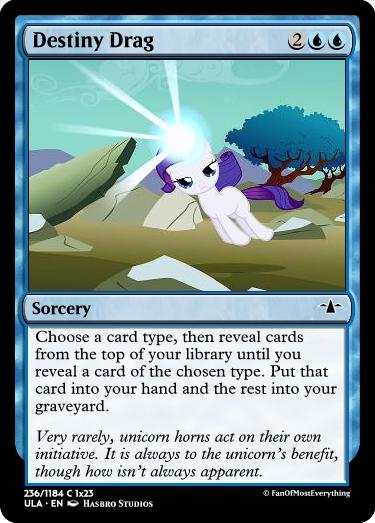 Destiny Drag 2
Sorcery
Choose a card type, then reveal cards
from the top of your library until you
reveal a card of the chosen type. Put that
card into your hand and the rest into your
graveyard.
Very rarely, unicorn horns act on their own
initiative. It is always to the unicorn's benefit,
though how isn't always apparent.
236/1184 C 1x23
ULA • EN Hasbro Studios © FanOfMostEverything